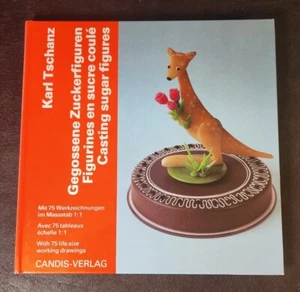 Karl Tschanz
Gegossene Zuckerfiguren
Figurines en sucre coulé
Casting sugar figures
Mit 75 Werkzeichnungen
im Massstab 1:1
Avec 75 tableaux
échelle 1:1
With 75 life size
working drawings
CANDIS-VERLAG